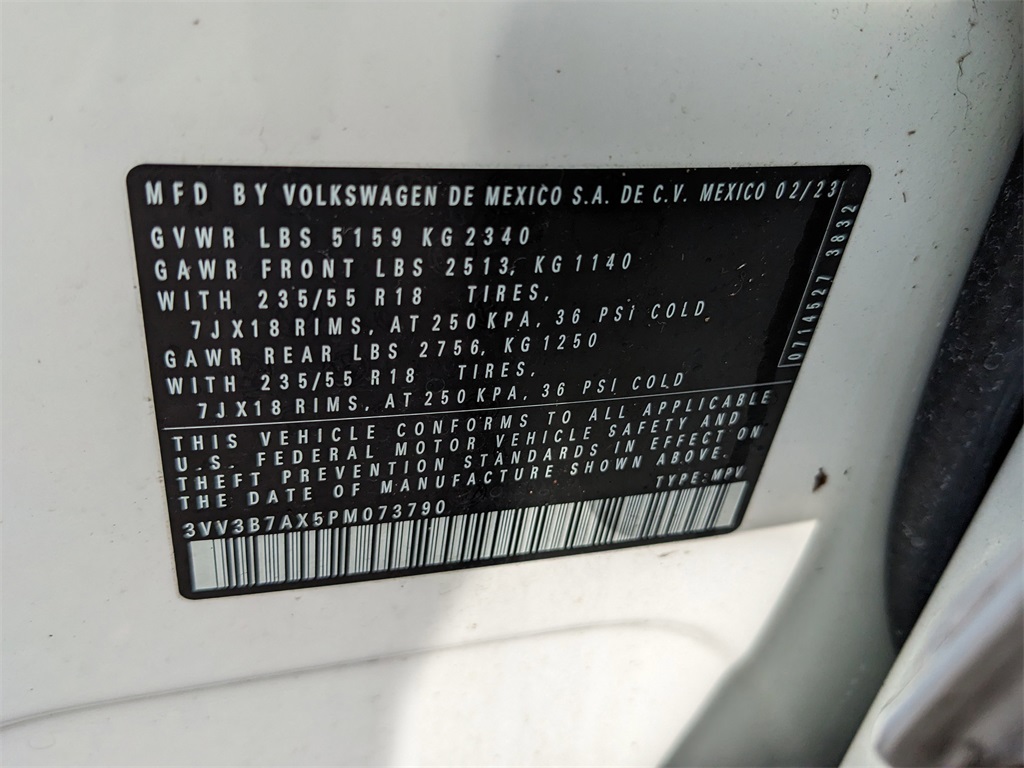 MFD BY VOLKSWAGEN DE MEXICO S.A. DE C.V. MEXICO 02/23
GVWR LBS 5159 KG 2340
GAWR FRONT LBS 2513, KG 1140
WITH 235/55 R18 TIRES,
7JX18 RIMS, AT 250 KPA, 36 PSI COLD
GAWR REAR LBS 2756, KG 1250
WITH 235/55 R18 TIRES,
7JX18 RIMS, AT 250 KPA, 36 PSI COLD
THIS VEHICLE CONFORMS TO ALL APPLICABLE
U.S. FEDERAL MOTOR VEHICLE SAFETY AND
THEFT PREVENTION STANDARDS IN EFFECT ON
THE DATE OF MANUFACTURE SHOWN ABOVE.
TYPE: MPV
3VV3B7AX5PM073790
0714527 3832